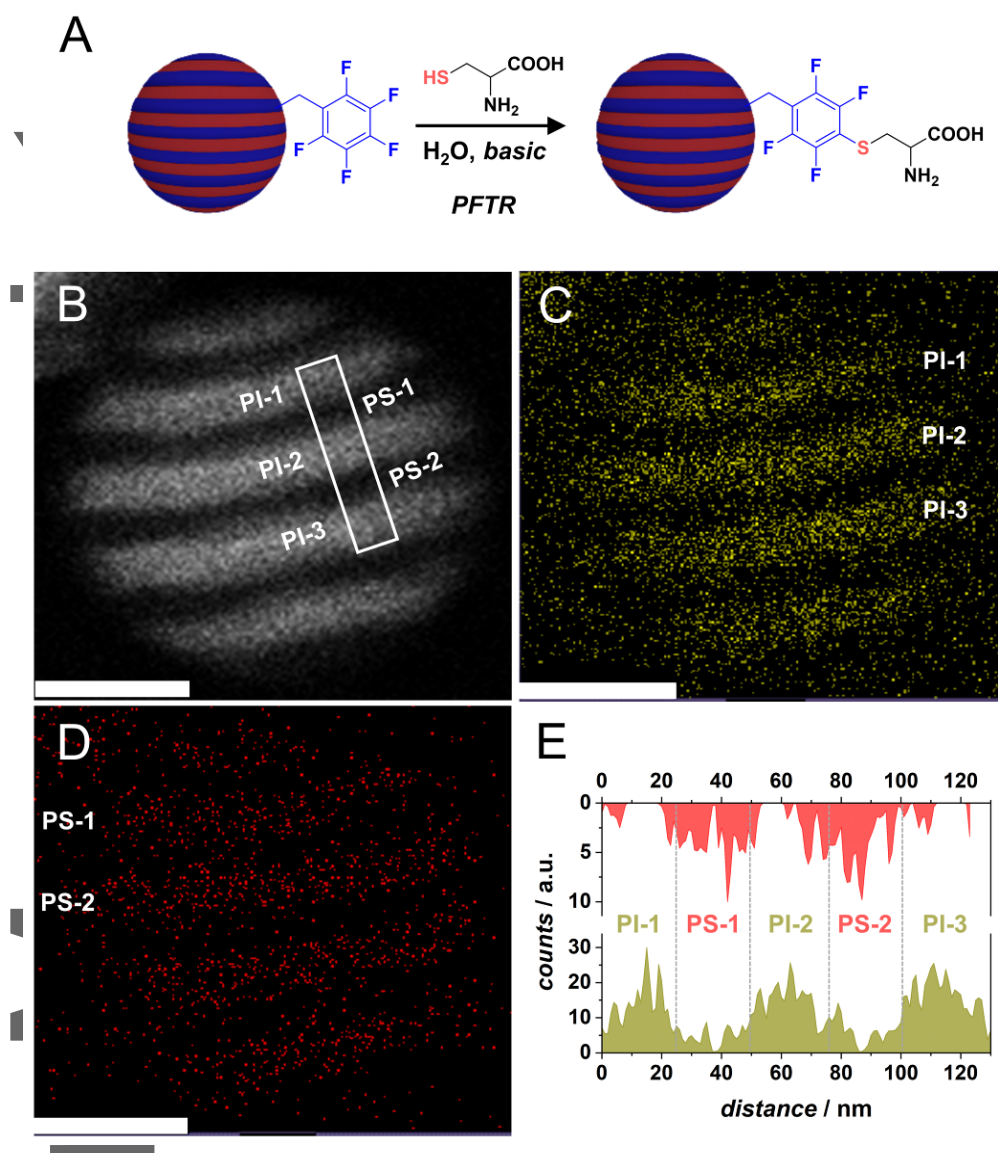 A
F
F
F
F
F
HS
COOH
NH2
H2O, basic
PFTR
F
F
F
F
S
COOH
NH2
B
PI-1
PS-1
PI-2
PS-2
PI-3
C
PI-1
PI-2
PI-3
D
PS-1
PS-2
E
0 20 40 60 80 100 120
0
5
10
PI-1 PS-1 PI-2 PS-2 PI-3
30
20
10
0
counts / a.u.
0 20 40 60 80 100 120
distance / nm